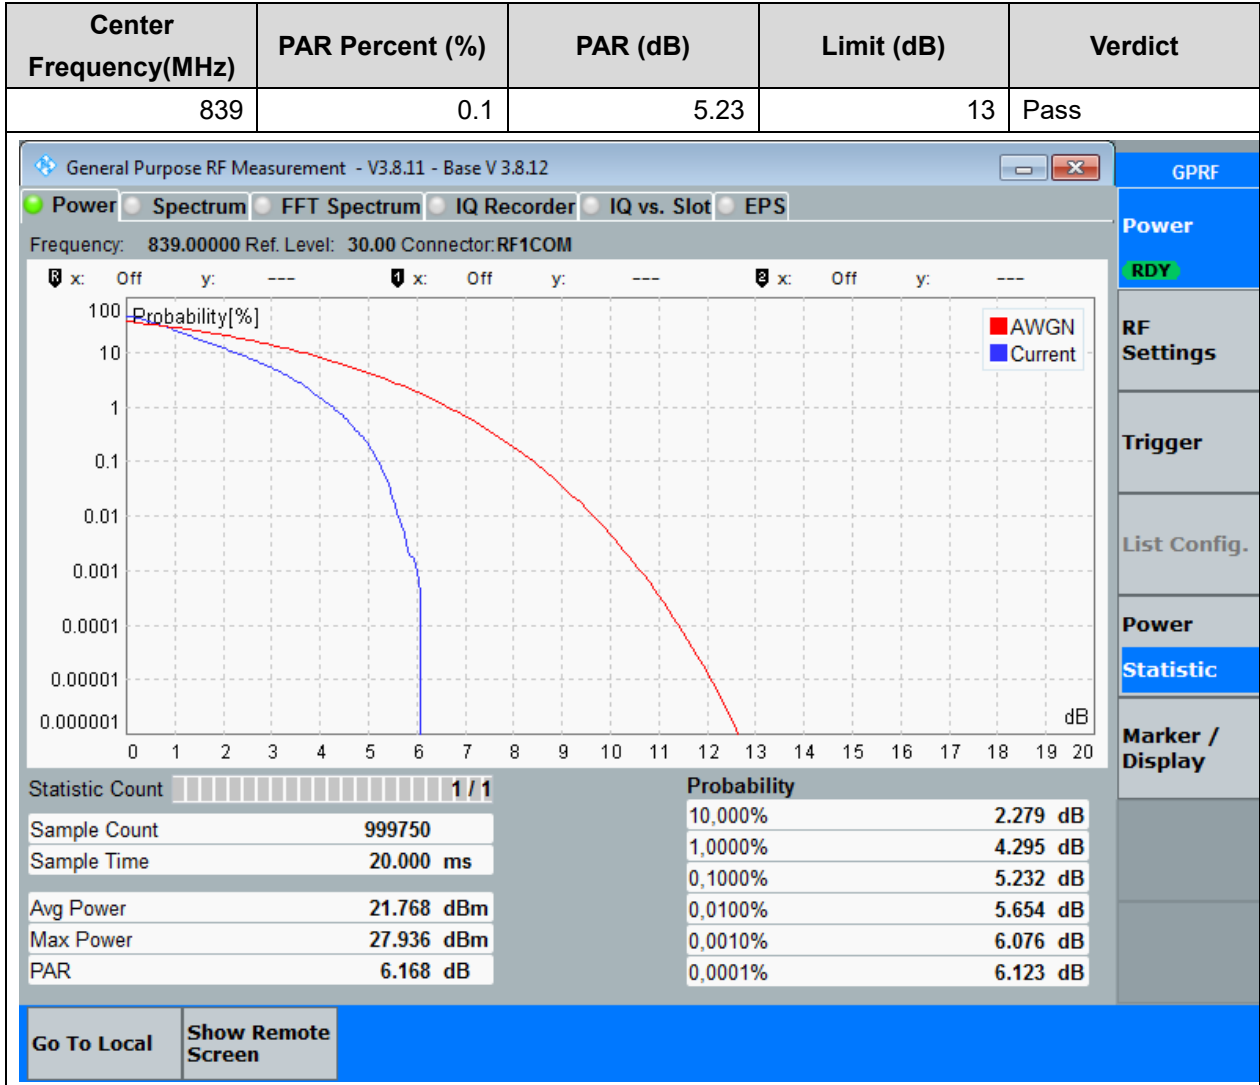 Center Frequency(MHz) PAR Percent (%) PAR (dB) Limit (dB) Verdict
839 0.1 5.23 13 Pass
General Purpose RF Measurement - V3.8.11 - Base V 3.8.12
GPRF
Power Spectrum FFT Spectrum IQ Recorder IQ vs. Slot EPS
Power
RDY
Frequency: 839.00000 Ref. Level: 30.00 Connector:RF1COM
R x: Off y: --- 1 x: Off y: --- 2 x: Off y: ---
Probability[%]
AWGN
Current
100
10
1
0.1
0.01
0.001
0.0001
0.00001
0.000001
dB
0 1 2 3 4 5 6 7 8 9 10 11 12 13 14 15 16 17 18 19 20
RF Settings
Trigger
List Config.
Power
Statistic
Marker / Display
Statistic Count 1 / 1
Sample Count 999750
Sample Time 20.000 ms
Avg Power 21.768 dBm
Max Power 27.936 dBm
PAR 6.168 dB
Probability
10,000% 2.279 dB
1,0000% 4.295 dB
0,1000% 5.232 dB
0,0100% 5.654 dB
0,0010% 6.076 dB
0,0001% 6.123 dB
Go To Local
Show Remote Screen